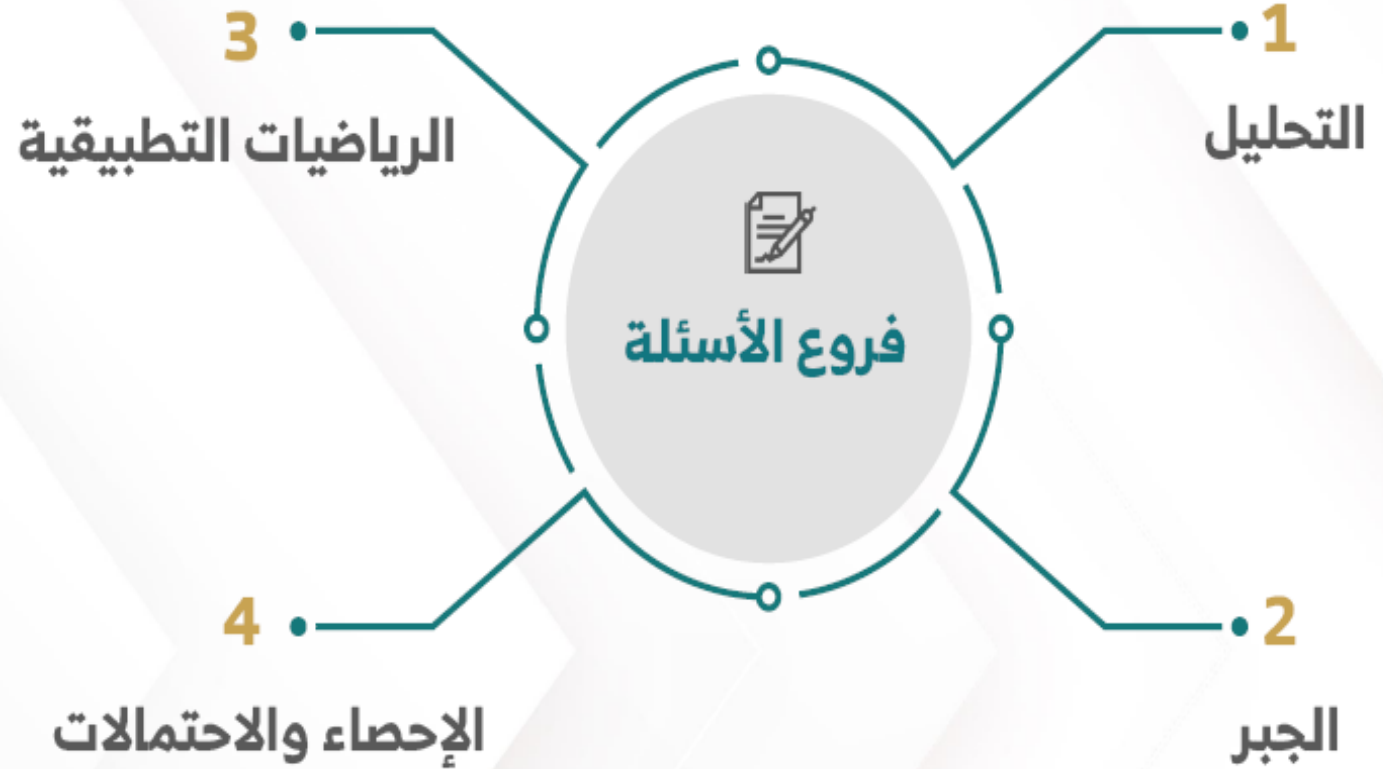 فروع الأسئلة
1
التحليل
2
الجبر
3
الرياضيات التطبيقية
4
الإحصاء والاحتمالات